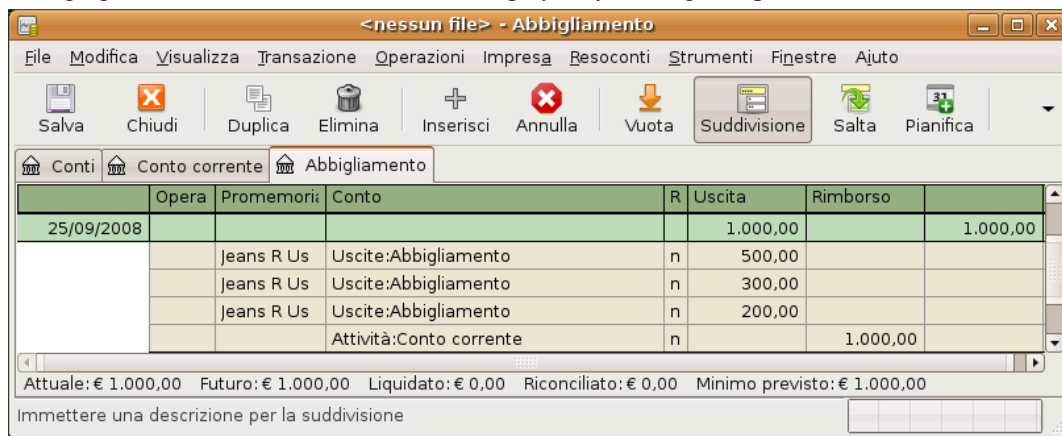 <nessun file> - Abbigliamento
File Modifica Visualizza Transazione Operazioni Impresa Resoconti Strumenti Finestre Aiuto
Salva Chiudi Duplica Elimina Inserisci Annulla Vuota Suddivisione Salta Pianifica
Conti Conto corrente Abbigliamento
Opera Promemoria Conto R Uscita Rimborso
25/09/2008 1.000,00 1.000,00
Jeans R Us Uscite:Abbigliamento n 500,00
Jeans R Us Uscite:Abbigliamento n 300,00
Jeans R Us Uscite:Abbigliamento n 200,00
Attività:Conto corrente n 1.000,00
Attuale: € 1.000,00 Futuro: € 1.000,00 Liquidato: € 0,00 Riconciliato: € 0,00 Minimo previsto: € 1.000,00
Immettere una descrizione per la suddivisione